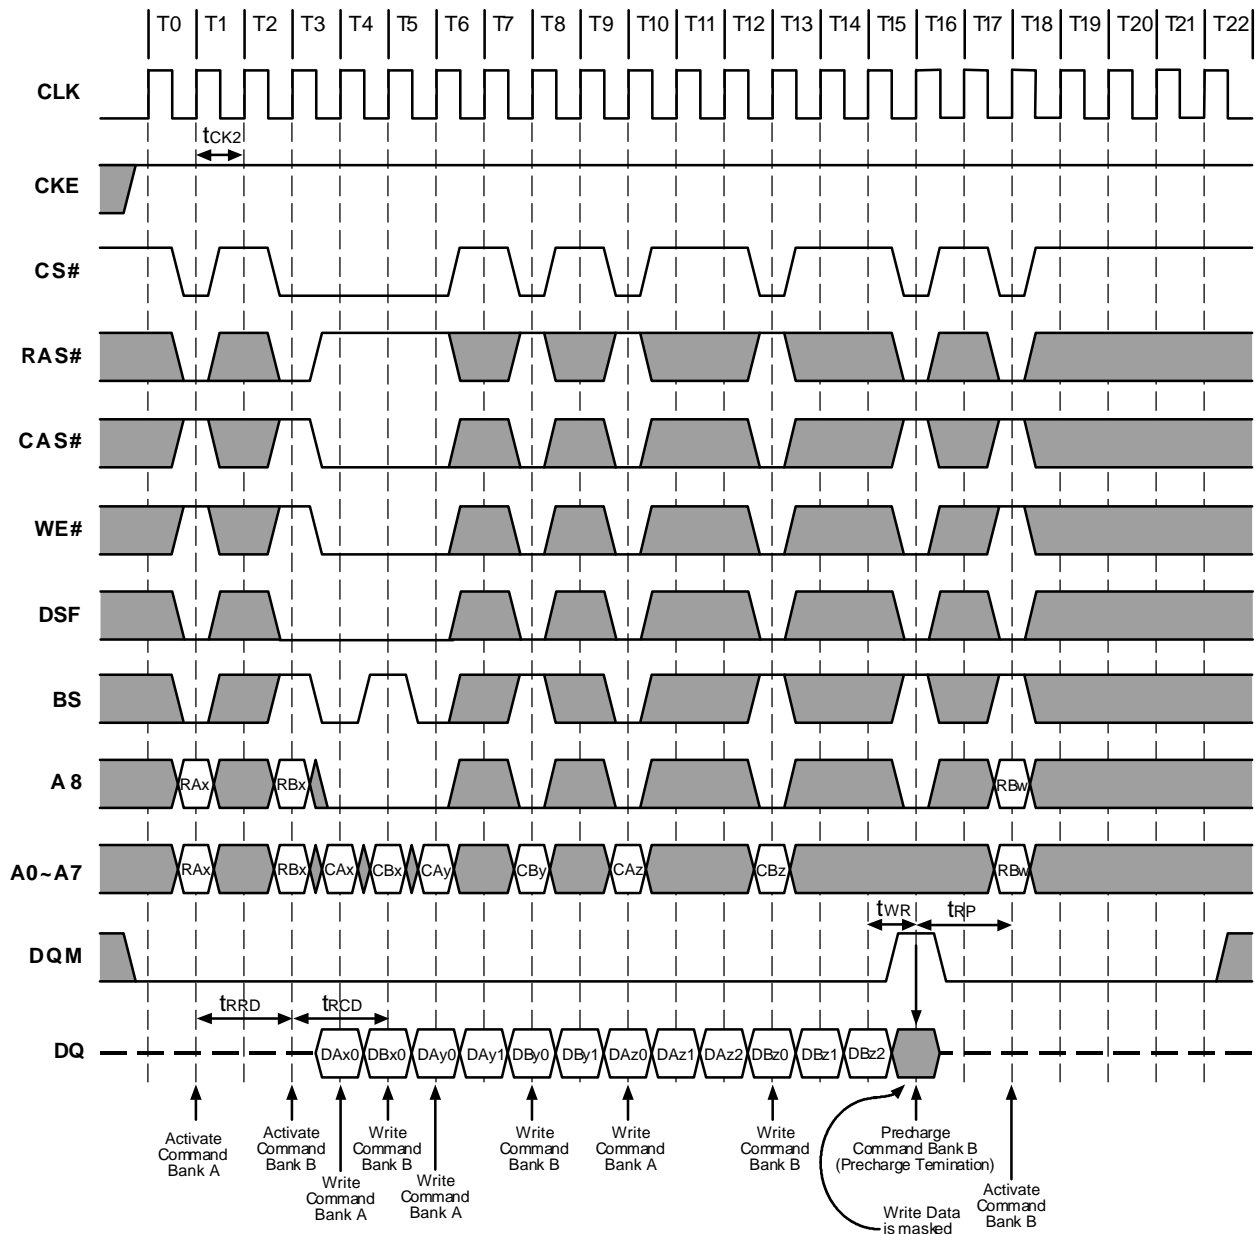 T0 T1 T2 T3 T4 T5 T6 T7 T8 T9 T10 T11 T12 T13 T14 T15 T16 T17 T18 T19 T20 T21 T22
CLK
tCK2
CKE
CS#
RAS#
CAS#
WE#
DSF
BS
A8
RAx RBx RBw
A0~A7
RAx RBx CAx CBx CAy CBy CAz CBz RBw
tWR tRP
DQM
tRRD tRCD
DQ
DAx0 DBx0 DAy0 DAy1 DBy0 DBy1 DAz0 DAz1 DAz2 DBz0 DBz1 DBz2
Activate
Command
Bank A
Activate
Command
Bank B
Write
Command
Bank A
Write
Command
Bank B
Write
Command
Bank A
Write
Command
Bank B
Write
Command
Bank A
Write
Command
Bank B
Precharge
Command Bank B
(Precharge Temination)
Write Data
is masked
Activate
Command
Bank B